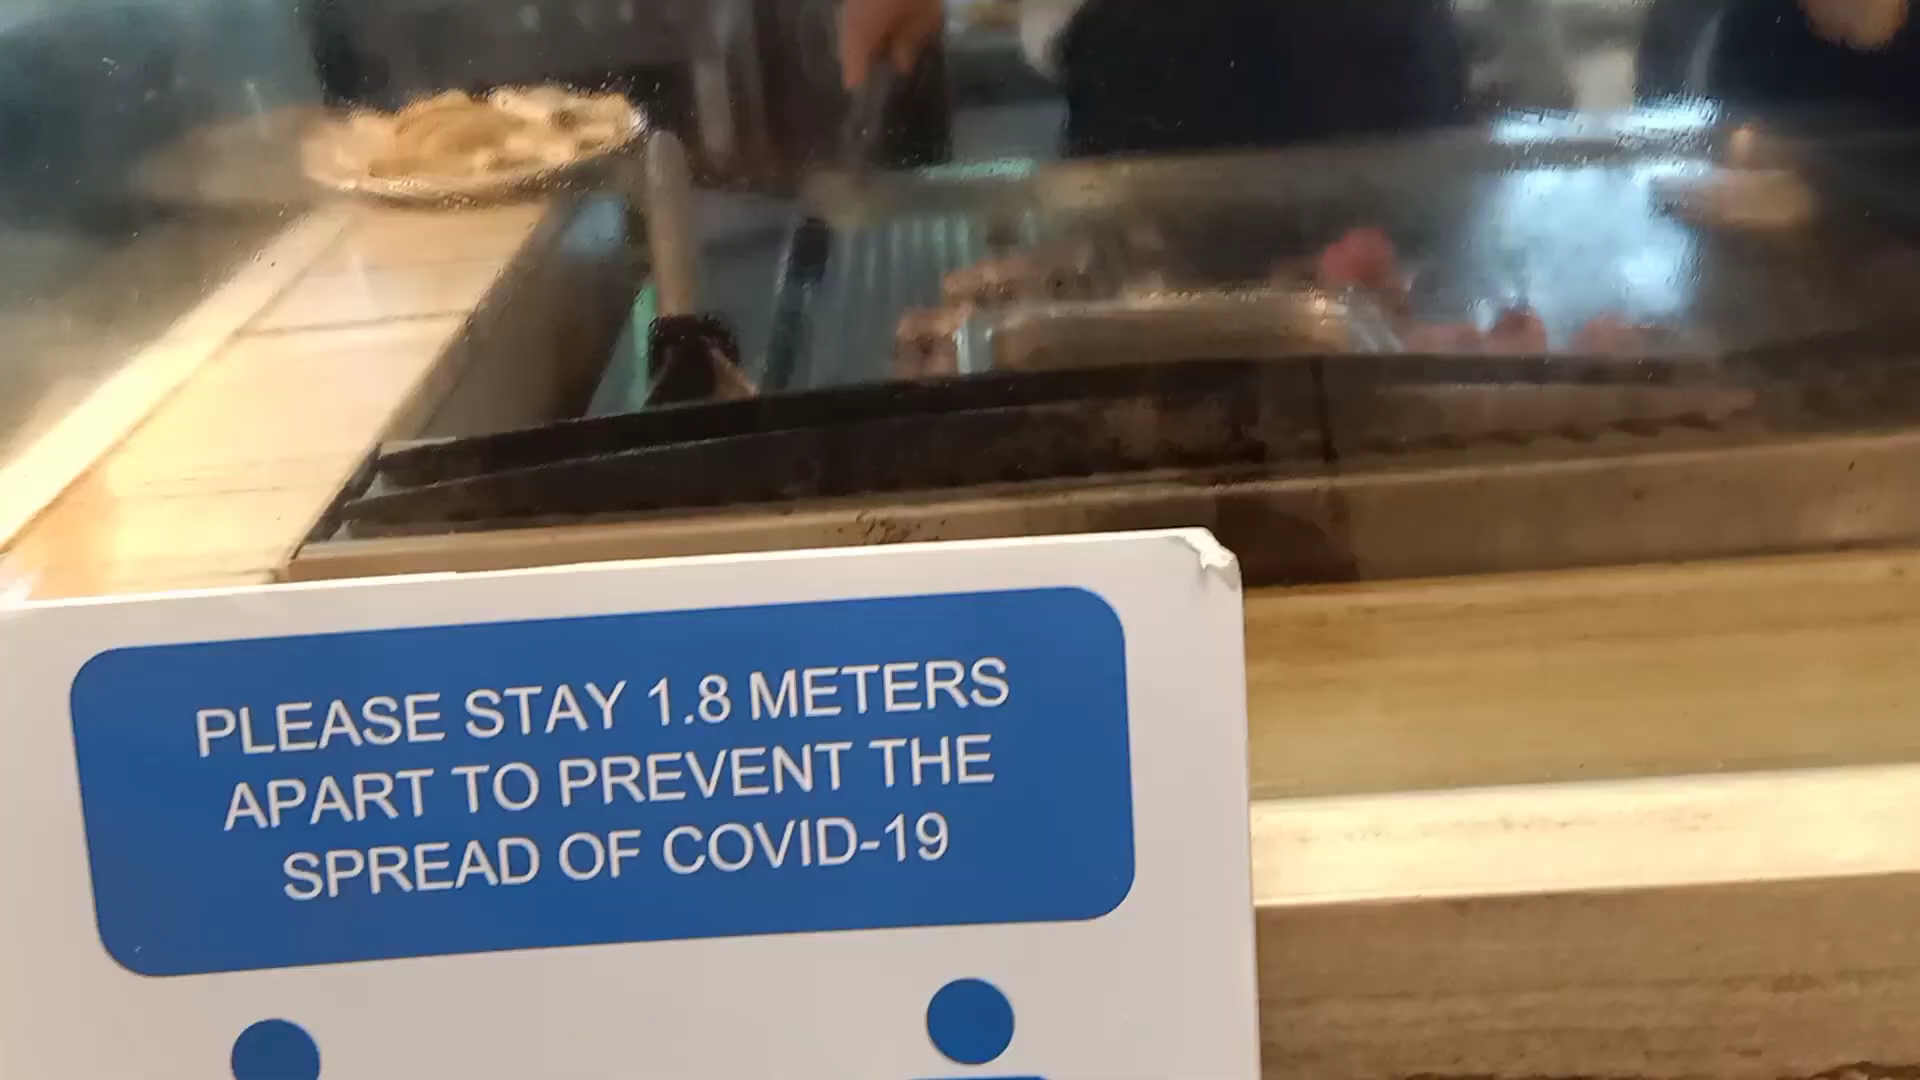 PLEASE STAY 1.8 METERS
APART TO PREVENT THE
SPREAD OF COVID-19